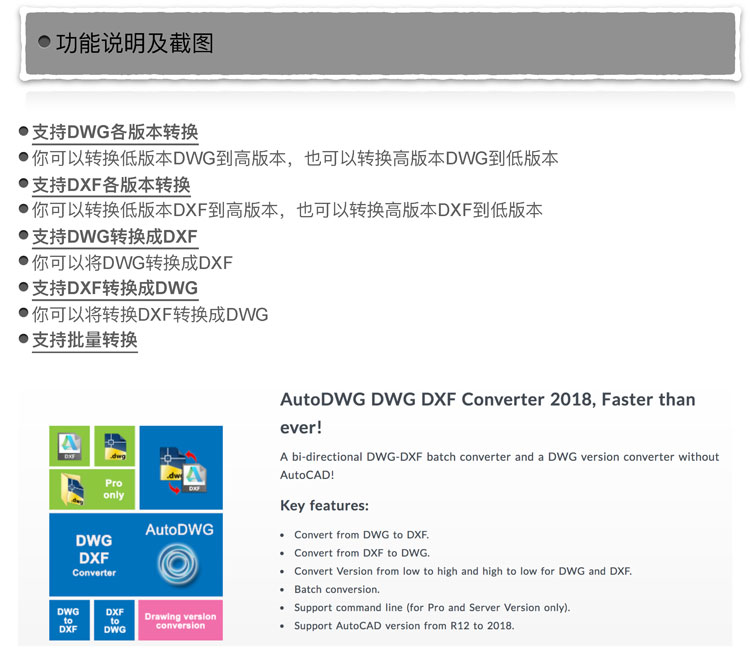 功能说明及截图
支持DWG各版本转换
你可以转换低版本DWG到高版本，也可以转换高版本DWG到低版本
支持DXF各版本转换
你可以转换低版本DXF到高版本，也可以转换高版本DXF到低版本
支持DWG转换成DXF
你可以将DWG转换成DXF
支持DXF转换成DWG
你可以将转换DXF转换成DWG
支持批量转换
AutoDWG DWG DXF Converter 2018, Faster than
ever!
A bi-directional DWG-DXF batch converter and a DWG version converter without
AutoCAD!
Key features:
Convert from DWG to DXF.
Convert from DXF to DWG.
Convert Version from low to high and high to low for DWG and DXF.
Batch conversion.
Support command line (for Pro and Server Version only).
Support AutoCAD version from R12 to 2018.
DXF
.dwg
.dwg
DXF
.dwg
Pro
only
DWG
DXF
Converter
AutoDWG
DWG
to
DXF
DXF
to
DWG
Drawing version
conversion